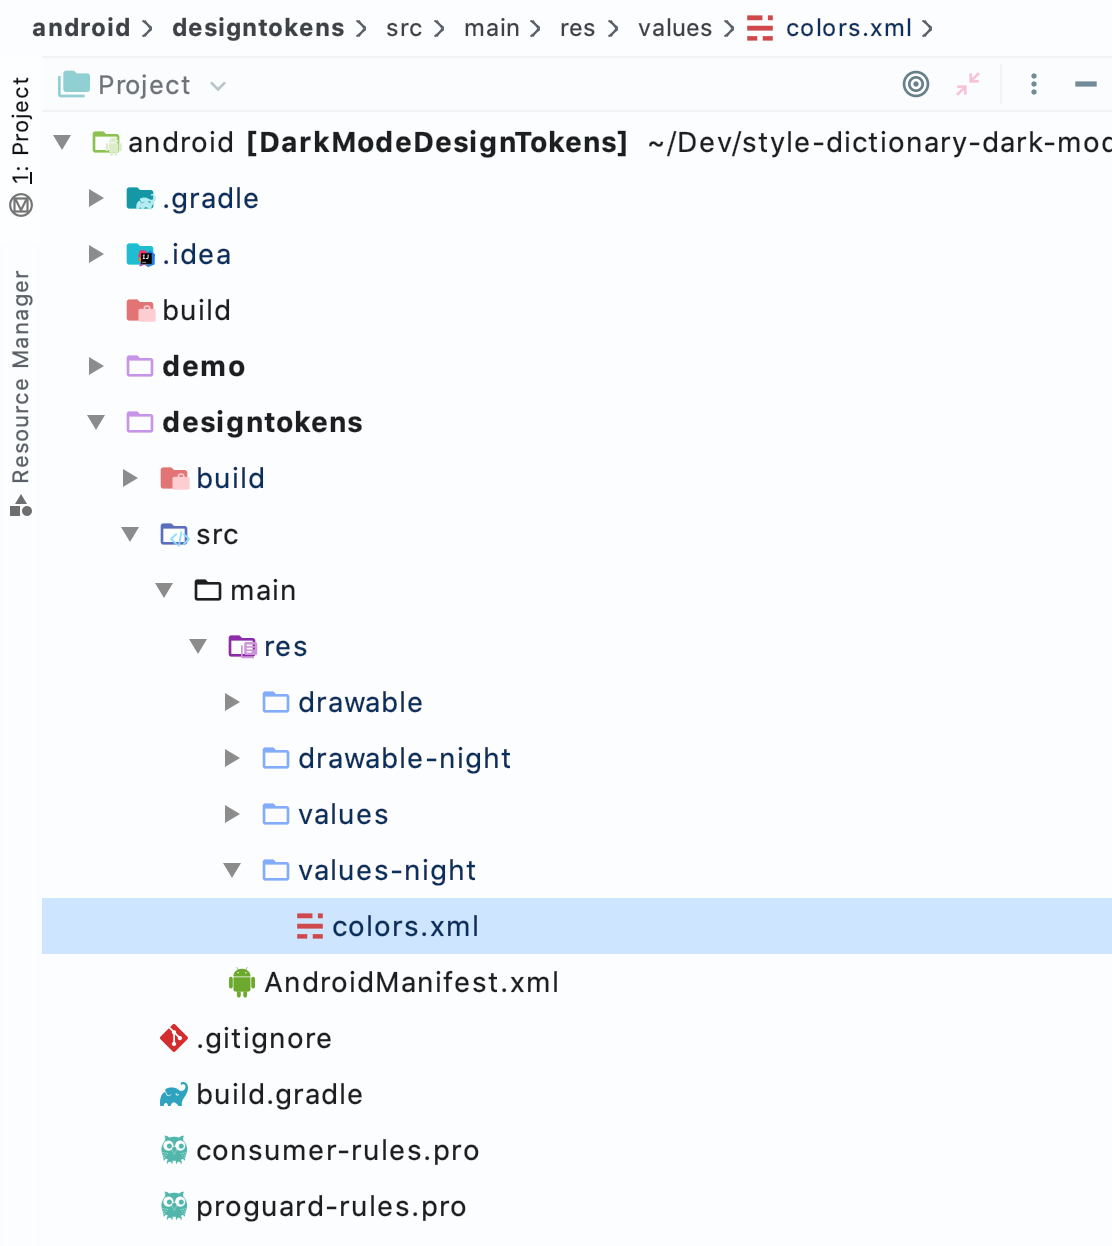 android > designtokens > src > main > res > values > colors.xml >
Project
1: Project
Resource Manager
android [DarkModeDesignTokens] ~/Dev/style-dictionary-dark-mod
.gradle
.idea
build
demo
designtokens
build
src
main
res
drawable
drawable-night
values
values-night
colors.xml
AndroidManifest.xml
.gitignore
build.gradle
consumer-rules.pro
proguard-rules.pro